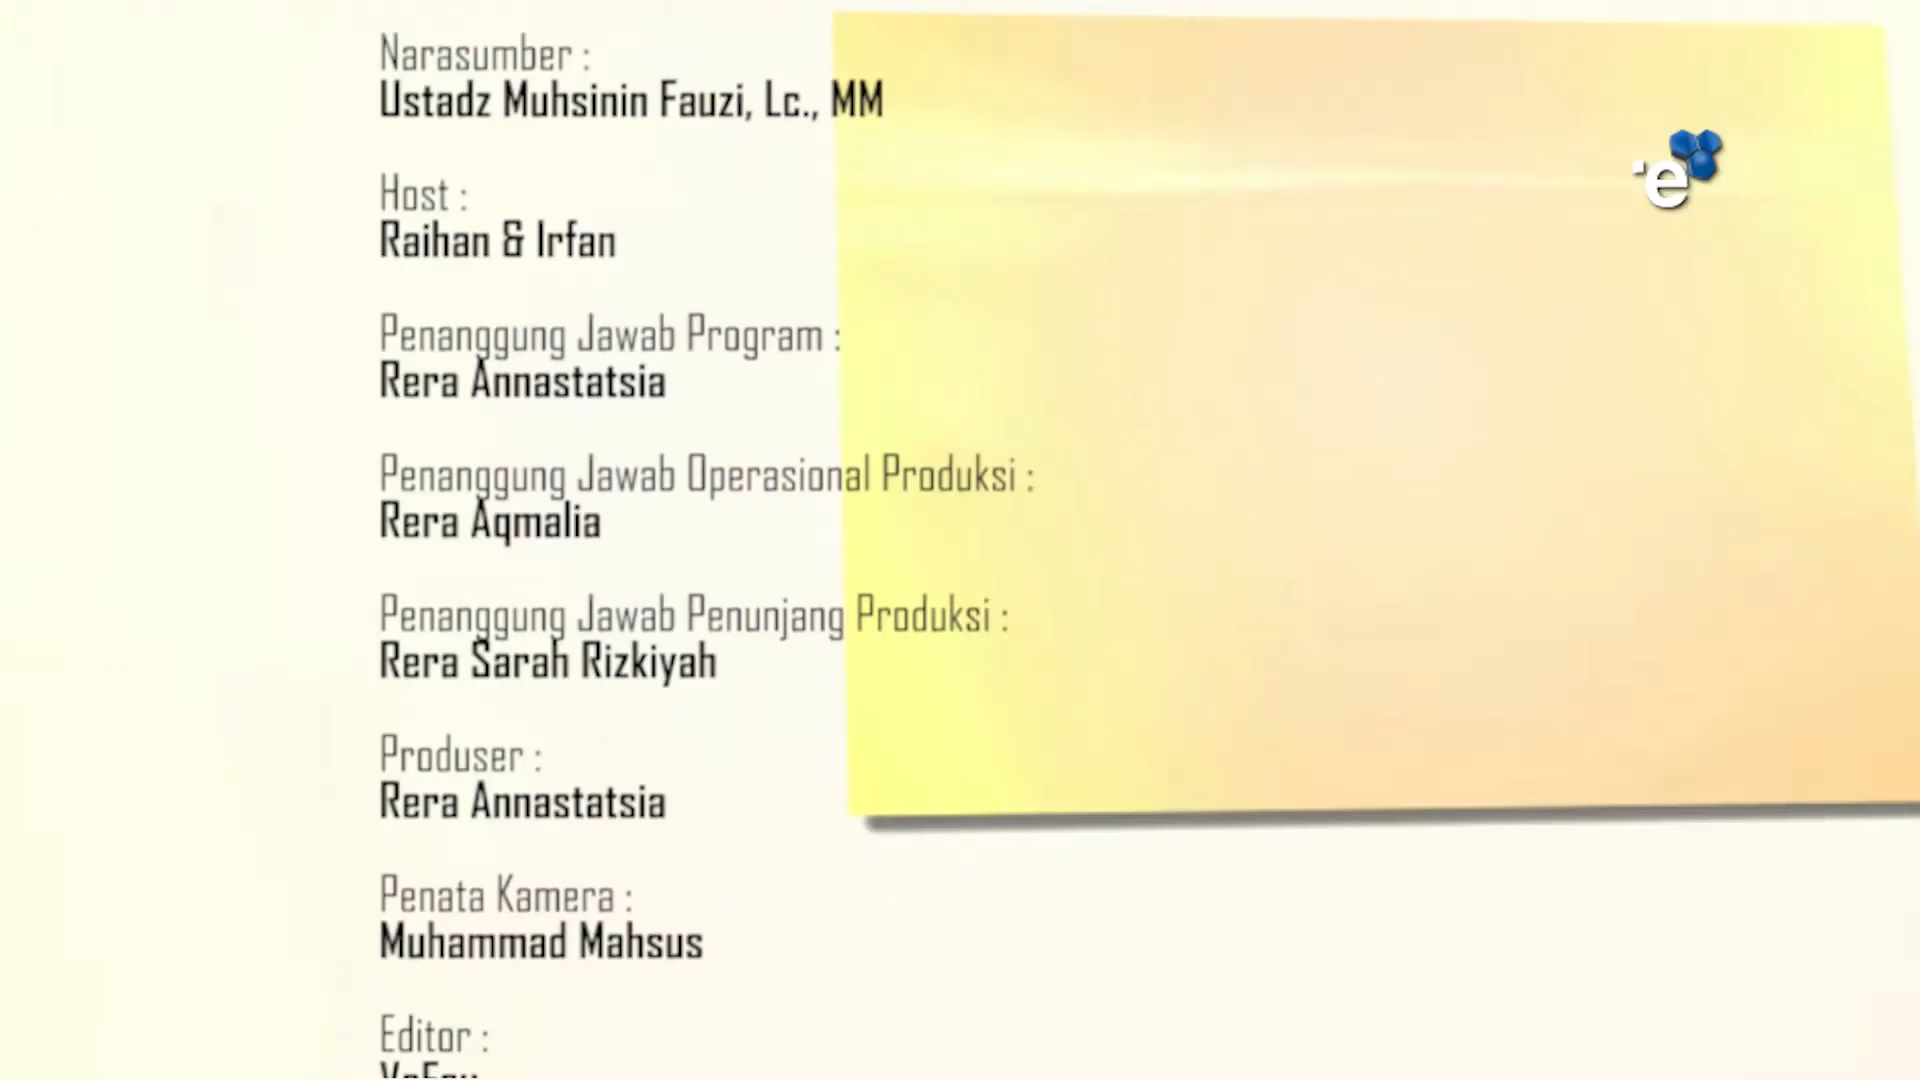 Narasumber :
Ustadz Muhsinin Fauzi, Lc., MM
Host :
Raihan & Irfan
Penanggung Jawab Program :
Rera Annastatsia
Penanggung Jawab Operasional Produksi :
Rera Aqmalia
Penanggung Jawab Penunjang Produksi :
Rera Sarah Rizkiyah
Produser :
Rera Annastatsia
Penata Kamera :
Muhammad Mahsus
Editor :